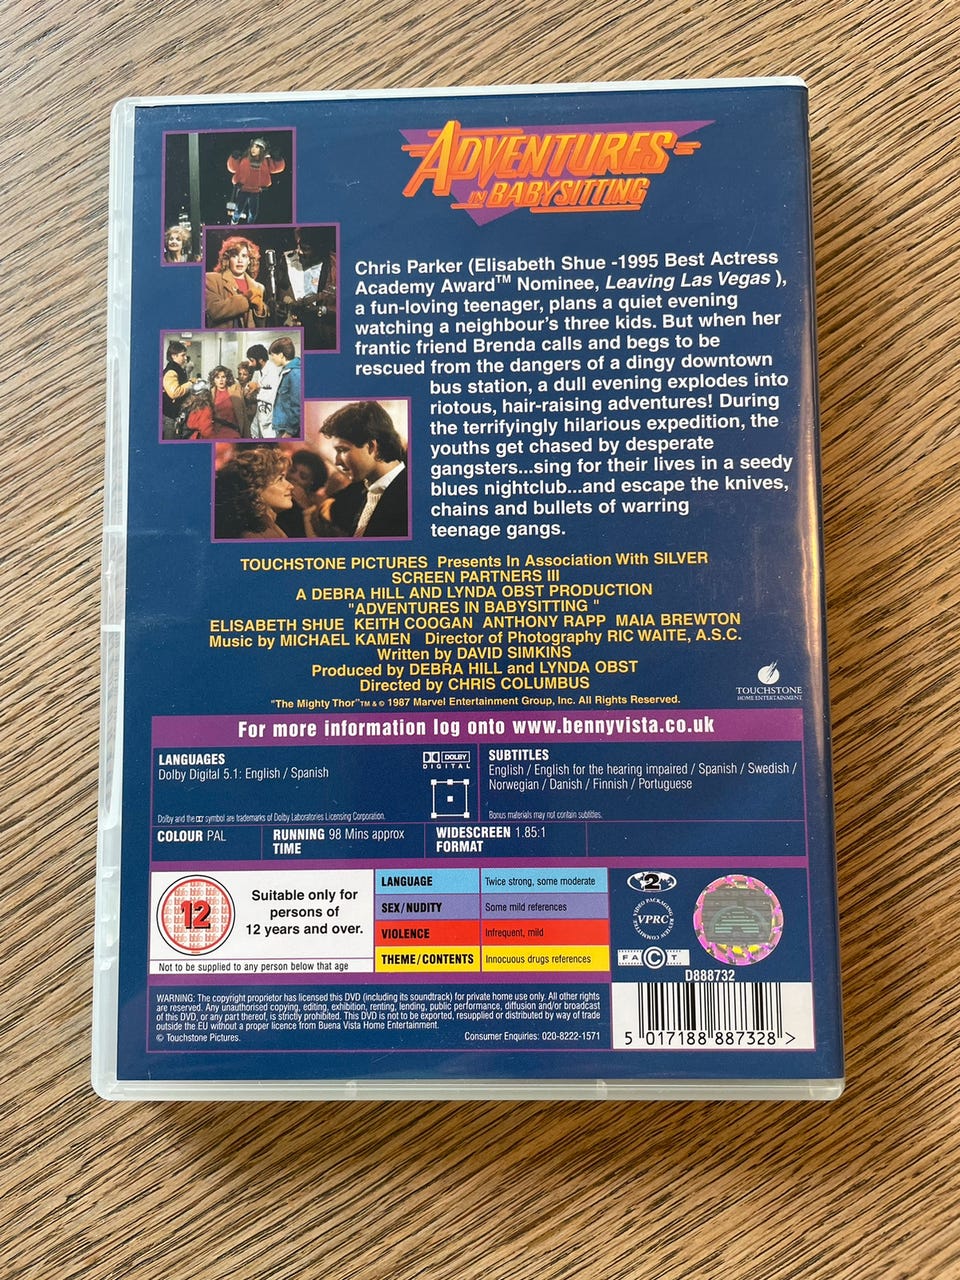 ADVENTURES
IN BABYSITTING
Chris Parker (Elisabeth Shue -1995 Best Actress
Academy Award™ Nominee, Leaving Las Vegas ),
a fun-loving teenager, plans a quiet evening
watching a neighbour's three kids. But when her
frantic friend Brenda calls and begs to be
rescued from the dangers of a dingy downtown
bus station, a dull evening explodes into
riotous, hair-raising adventures! During
the terrifyingly hilarious expedition, the
youths get chased by desperate
gangsters...sing for their lives in a seedy
blues nightclub...and escape the knives,
chains and bullets of warring
teenage gangs.
TOUCHSTONE PICTURES Presents In Association With SILVER
SCREEN PARTNERS III
A DEBRA HILL AND LYNDA OBST PRODUCTION
"ADVENTURES IN BABYSITTING "
ELISABETH SHUE KEITH COOGAN ANTHONY RAPP MAIA BREWTON
Music by MICHAEL KAMEN Director of Photography RIC WAITE, A.S.C.
Written by DAVID SIMKINS
Produced by DEBRA HILL and LYNDA OBST
Directed by CHRIS COLUMBUS
"The Mighty Thor"TM & © 1987 Marvel Entertainment Group, Inc. All Rights Reserved.
TOUCHSTONE
HOME ENTERTAINMENT
For more information log onto www.bennyvista.co.uk
LANGUAGES
Dolby Digital 5.1: English / Spanish
DOLBY
DIGITAL
Dolby and the symbol are trademarks of Dolby Laboratories Licensing Corporation.
SUBTITLES
English / English for the hearing impaired / Spanish / Swedish /
Norwegian / Danish / Finnish / Portuguese
Bonus materials may not contain subtitles.
COLOUR PAL
RUNNING 98 Mins approx
TIME
WIDESCREEN 1.85:1
FORMAT
12
Suitable only for
persons of
12 years and over.
Not to be supplied to any person below that age
LANGUAGE Twice strong, some moderate
SEX/NUDITY Some mild references
VIOLENCE Infrequent, mild
THEME/CONTENTS Innocuous drugs references
2
VIDEO PACKAGING REVIEW COMMITTEE
VPRC
FACT
D888732
WARNING: The copyright proprietor has licensed this DVD (including its soundtrack) for private home use only. All other rights
are reserved. Any unauthorised copying, editing, exhibition, renting, lending, public performance, diffusion and/or broadcast
of this DVD, or any part thereof, is strictly prohibited. This DVD is not to be exported, resupplied or distributed by way of trade
outside the EU without a proper licence from Buena Vista Home Entertainment.
© Touchstone Pictures.
Consumer Enquiries: 020-8222-1571
5 017188 887328 >